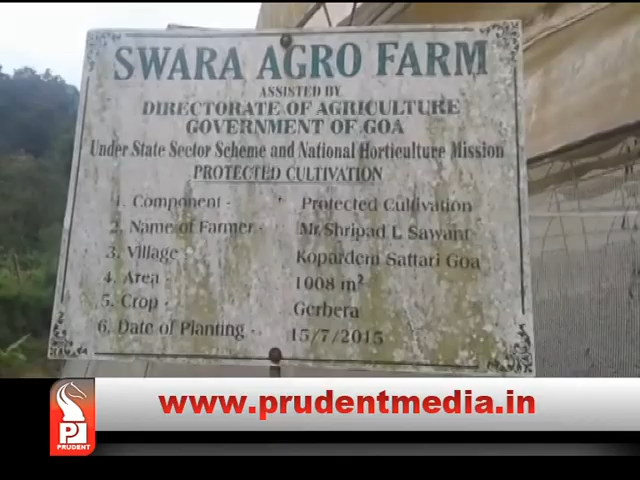 SWARA AGRO FARM
ASSISTED BY
DIRECTORATE OF AGRICULTURE
GOVERNMENT OF GOA
Under State Sector Scheme and National Horticulture Mission
PROTECTED CULTIVATION
1. Component - Protected Cultivation
2. Name of Farmer - Mr. Shripad L Sawant
3. Village - Kopardem Sattari Goa
4. Area - 1008 m²
5. Crop - Gerbera
6. Date of Planting - 15/7/2015
www.prudentmedia.in
PRUDENT